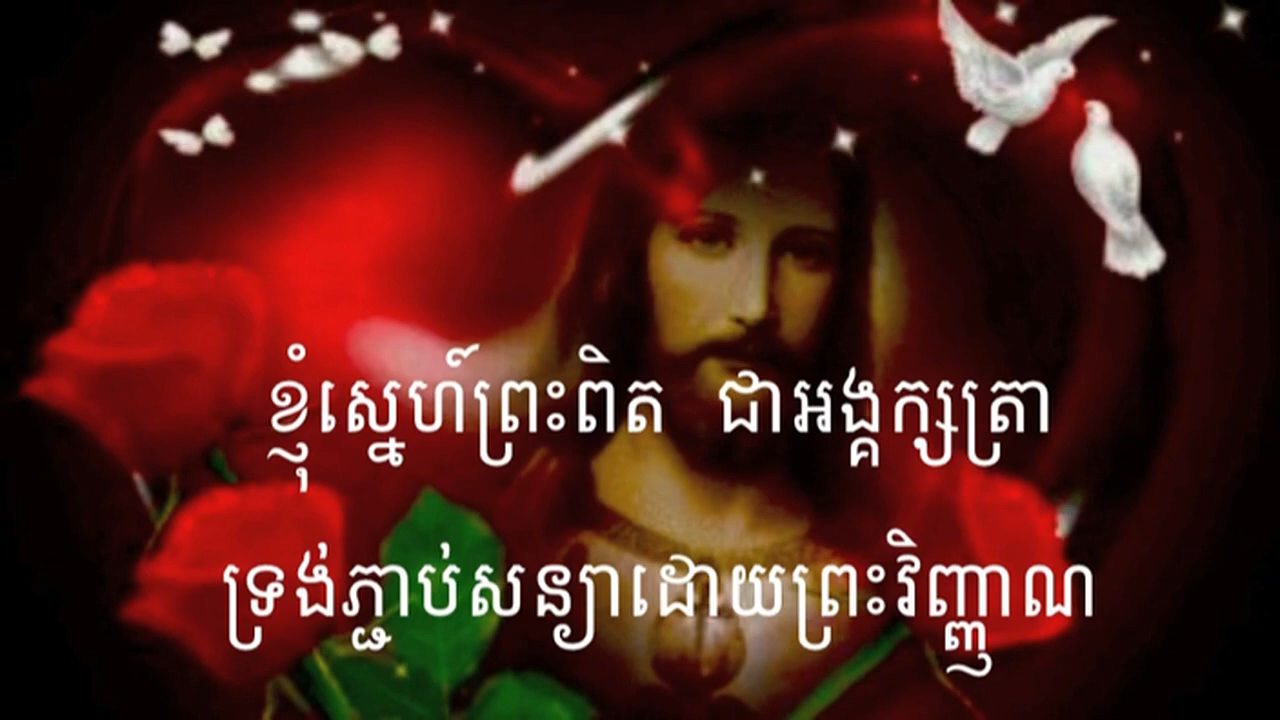 ខ្ញុំស្នេហ៍ព្រះពិត ជាអង្គក្សត្រា
ទ្រង់ភ្ជាប់សន្យាដោយព្រះវិញ្ញាណ